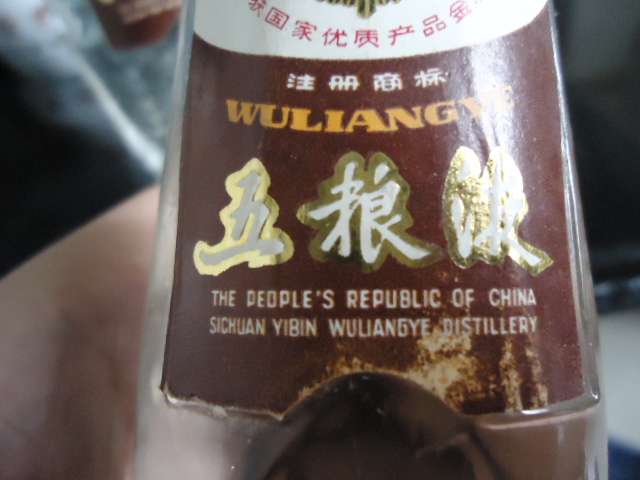 获国家优质产品金
注册商标
WULIANGYE
五粮液
THE PEOPLE'S REPUBLIC OF CHINA
SICHUAN YIBIN WULIANGYE DISTILLERY